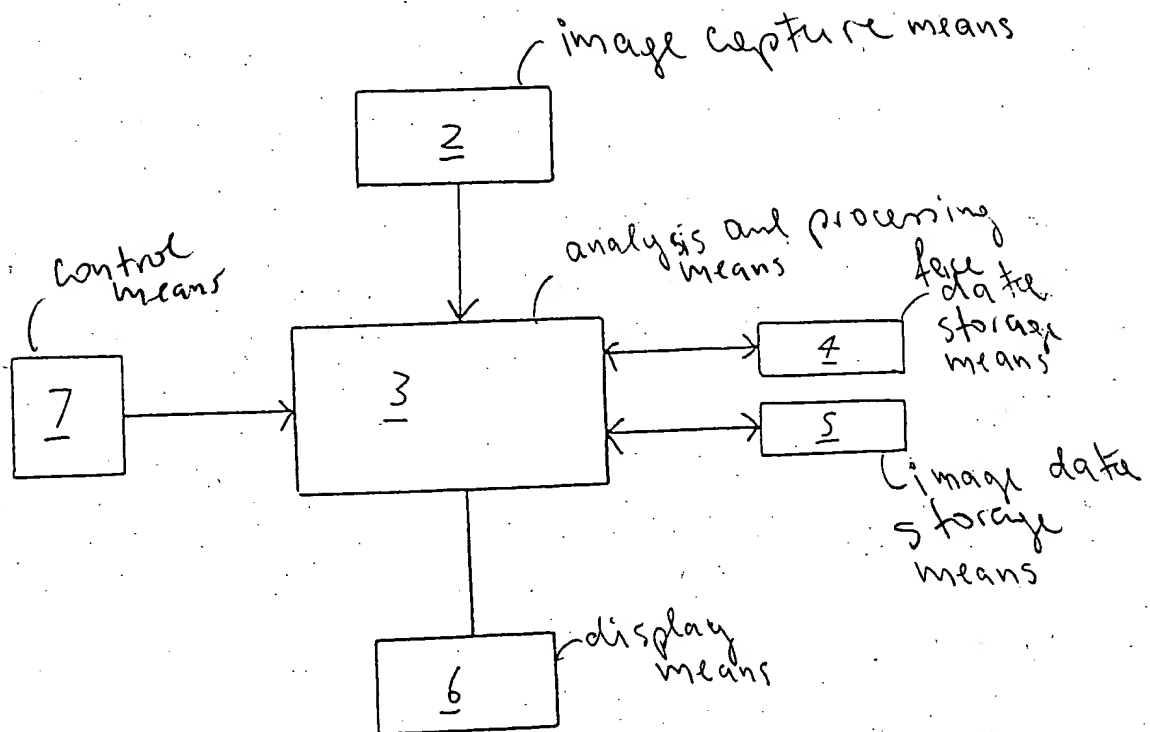 image capture means
2
analysis and processing
means
control
means
face
data
storage
means
4
7
3
5
image data
storage
means
display
means
6